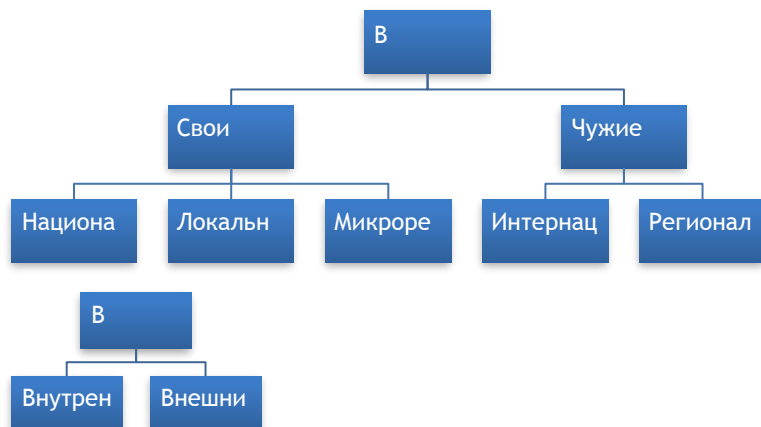 В
Свои
Чужие
Национа
Локальн
Микроре
Интернац
Регионал
В
Внутрен
Внешни